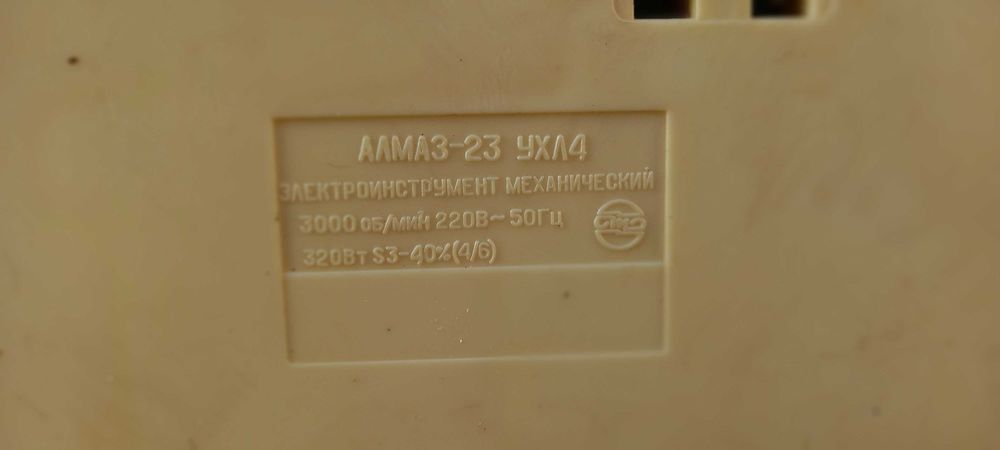 АЛМАЗ-23 УХЛ4
ЭЛЕКТРОИНСТРУМЕНТ МЕХАНИЧЕСКИЙ
3000 об/мин 220В~50Гц
320Вт S3-40%(4/6)